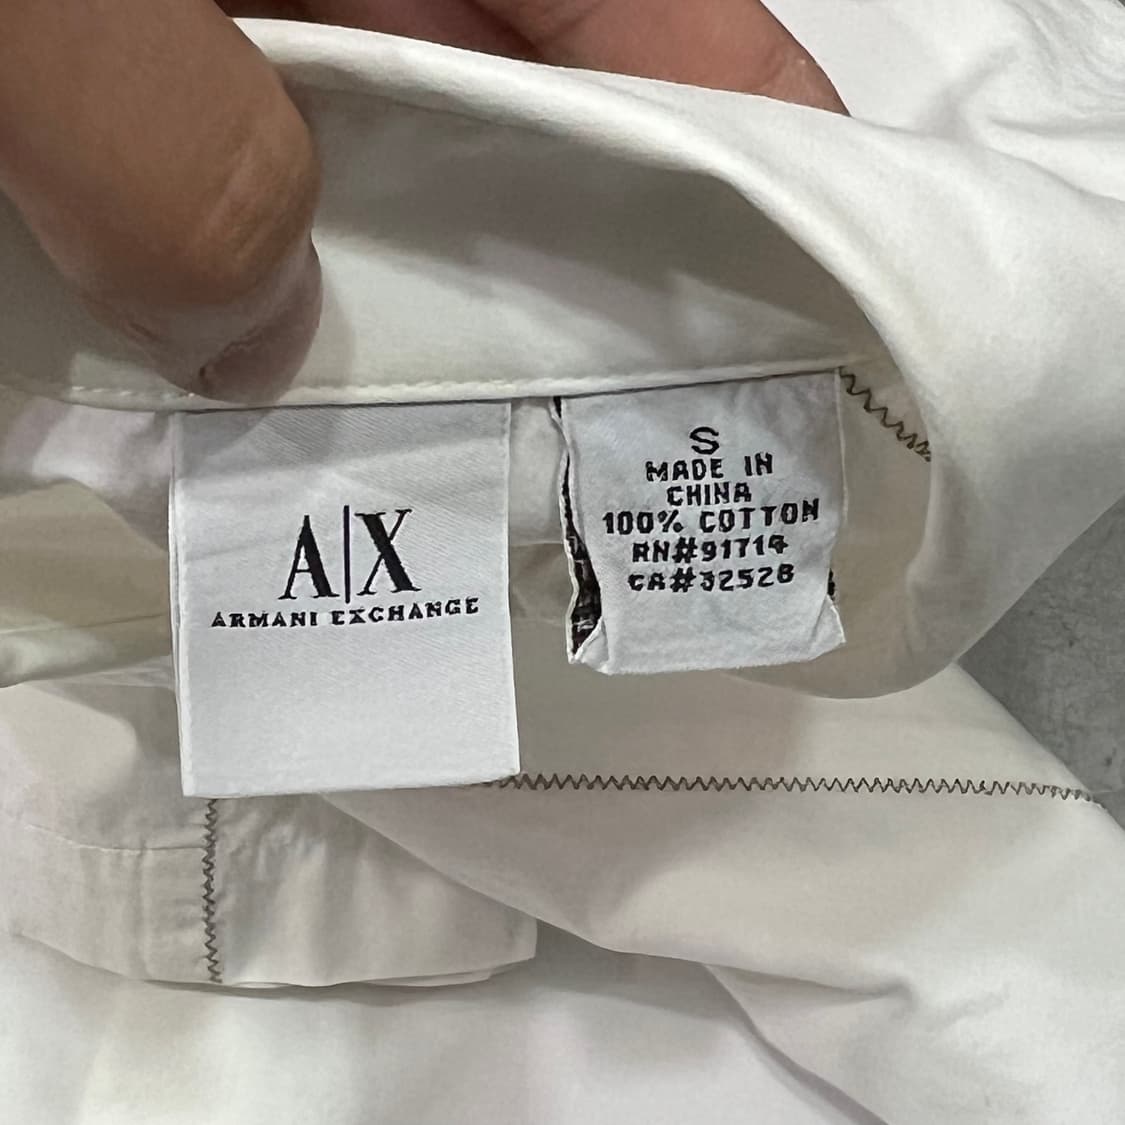 A|X
ARMANI EXCHANGE
S
MADE IN
CHINA
100% COTTON
RN#91714
CA#32528